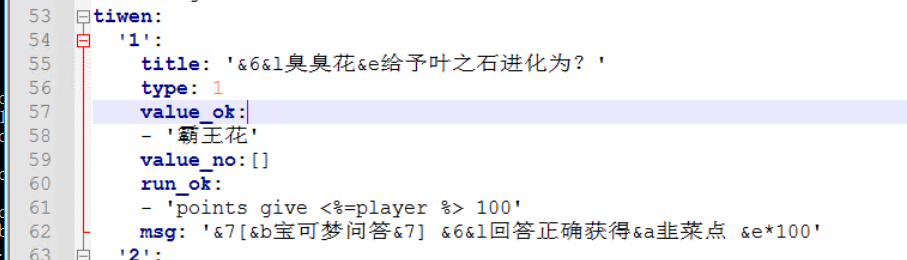 53 tiwen:
54 '1':
55 title: '&6&l臭臭花&e给予叶之石进化为？'
56 type: 1
57 value_ok:
58 - '霸王花'
59 value_no:[]
60 run_ok:
61 - 'points give <%=player %> 100'
62 msg: '&7[&b宝可梦问答&7] &6&l回答正确获得&a韭菜点 &e*100'
63 '2':